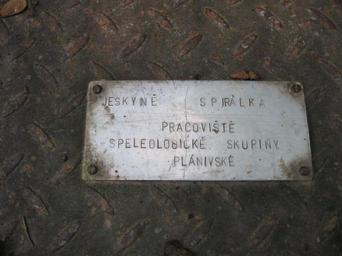 JESKYNĚ SPIRÁLKA
PRACOVIŠTĚ
SPELEOLOGICKÉ SKUPINY
PLÁNIVSKÉ